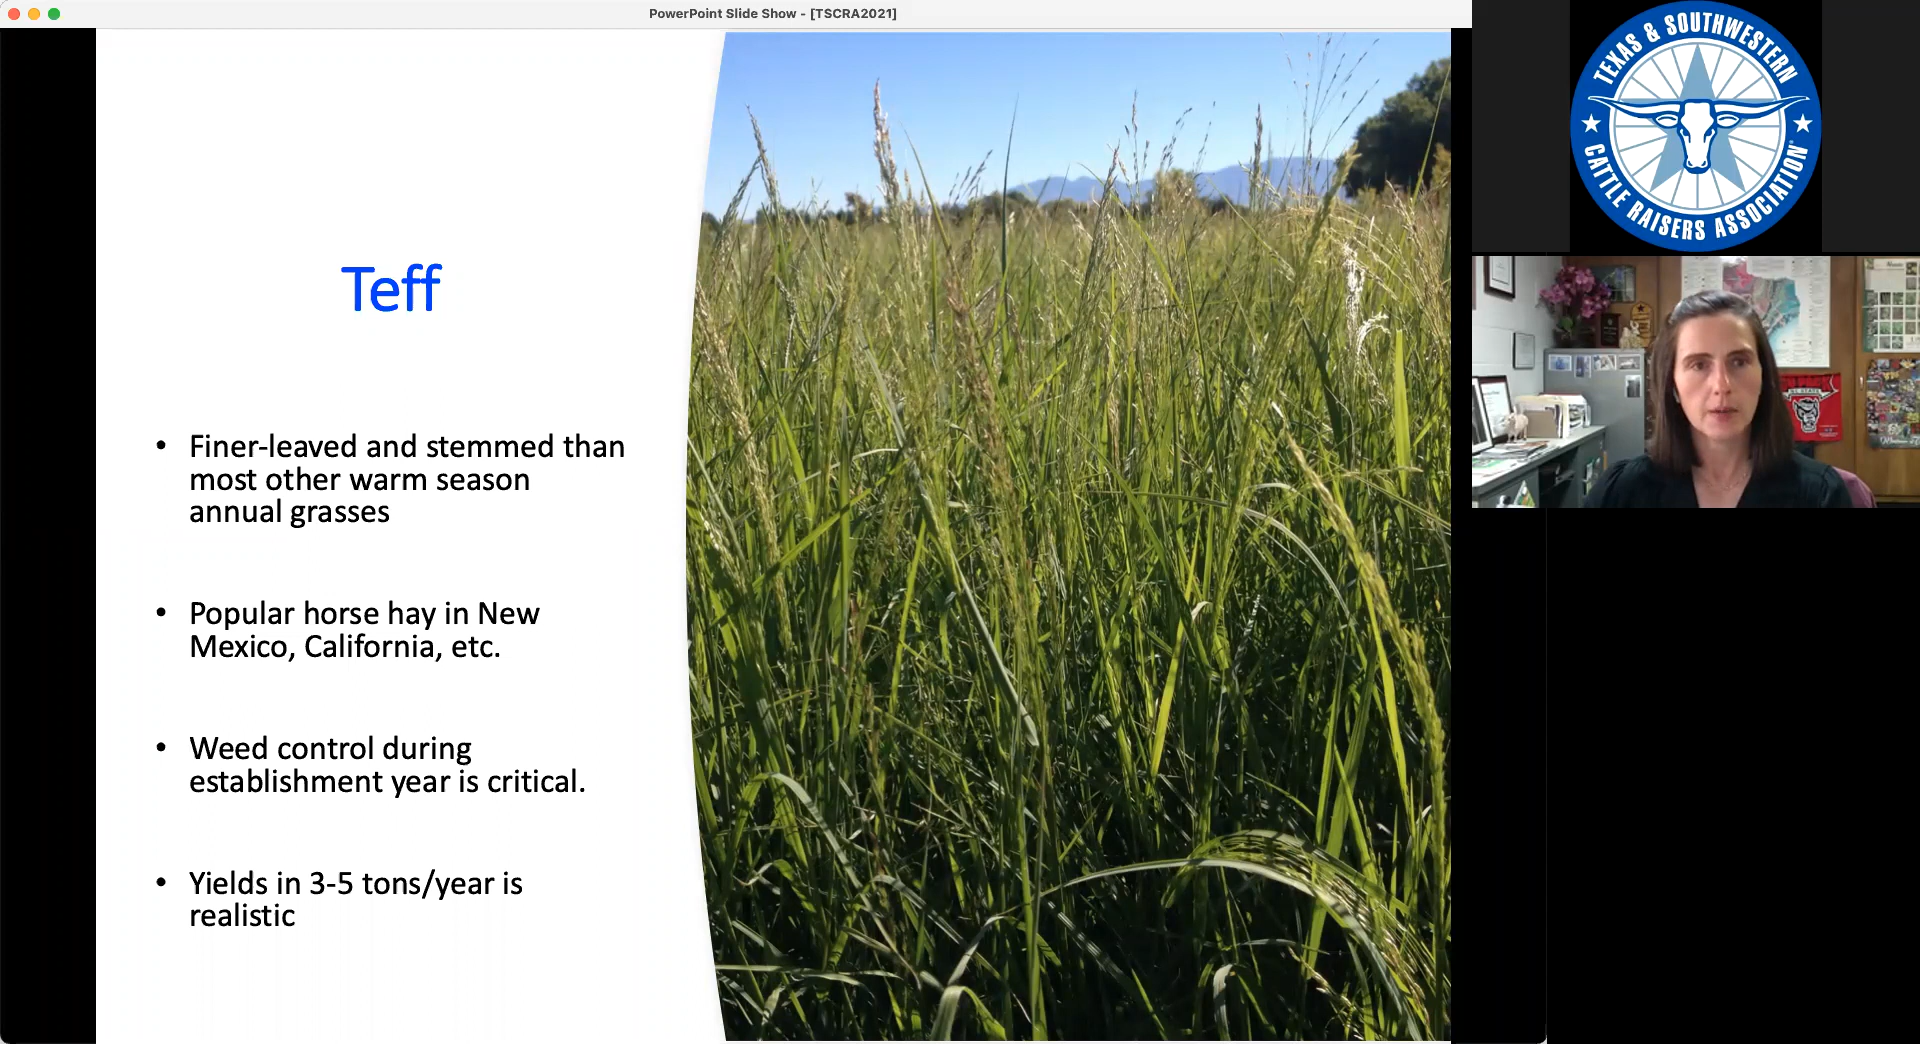 PowerPoint Slide Show - [TSCRA2021]
Teff
• Finer-leaved and stemmed than
most other warm season
annual grasses
• Popular horse hay in New
Mexico, California, etc.
• Weed control during
establishment year is critical.
• Yields in 3-5 tons/year is
realistic
TEXAS & SOUTHWESTERN
CATTLE RAISERS ASSOCIATION